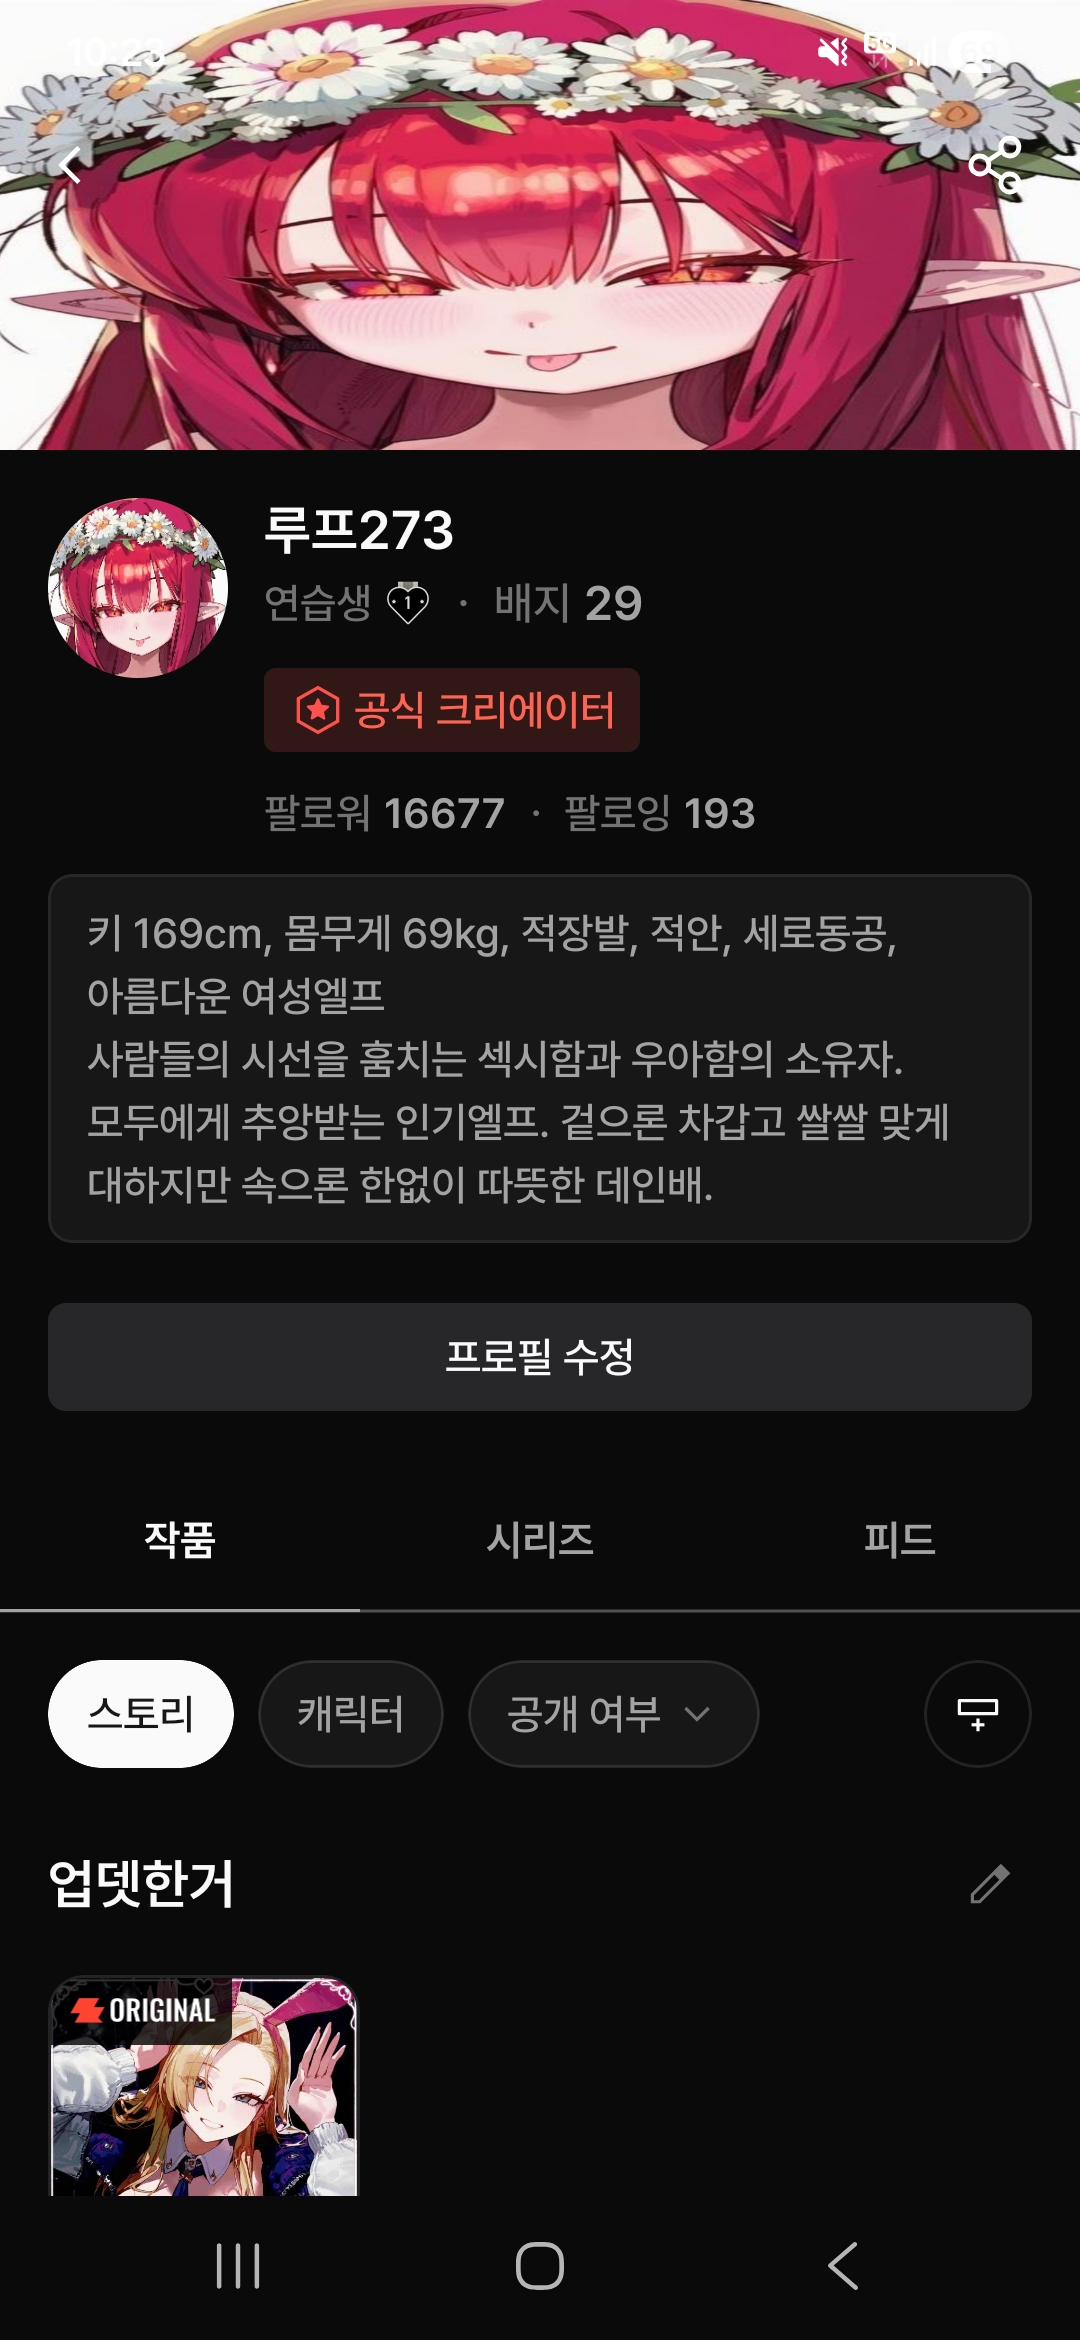 10:23
5G
루프273
연습생 1 · 배지 29
공식 크리에이터
팔로워 16677 · 팔로잉 193
키 169cm, 몸무게 69kg, 적장발, 적안, 세로동공,
아름다운 여성엘프
사람들의 시선을 훔치는 섹시함과 우아함의 소유자.
모두에게 추앙받는 인기엘프. 겉으론 차갑고 쌀쌀 맞게
대하지만 속으론 한없이 따뜻한 데인배.
프로필 수정
작품 시리즈 피드
스토리 캐릭터 공개 여부
업뎃한거
ORIGINAL